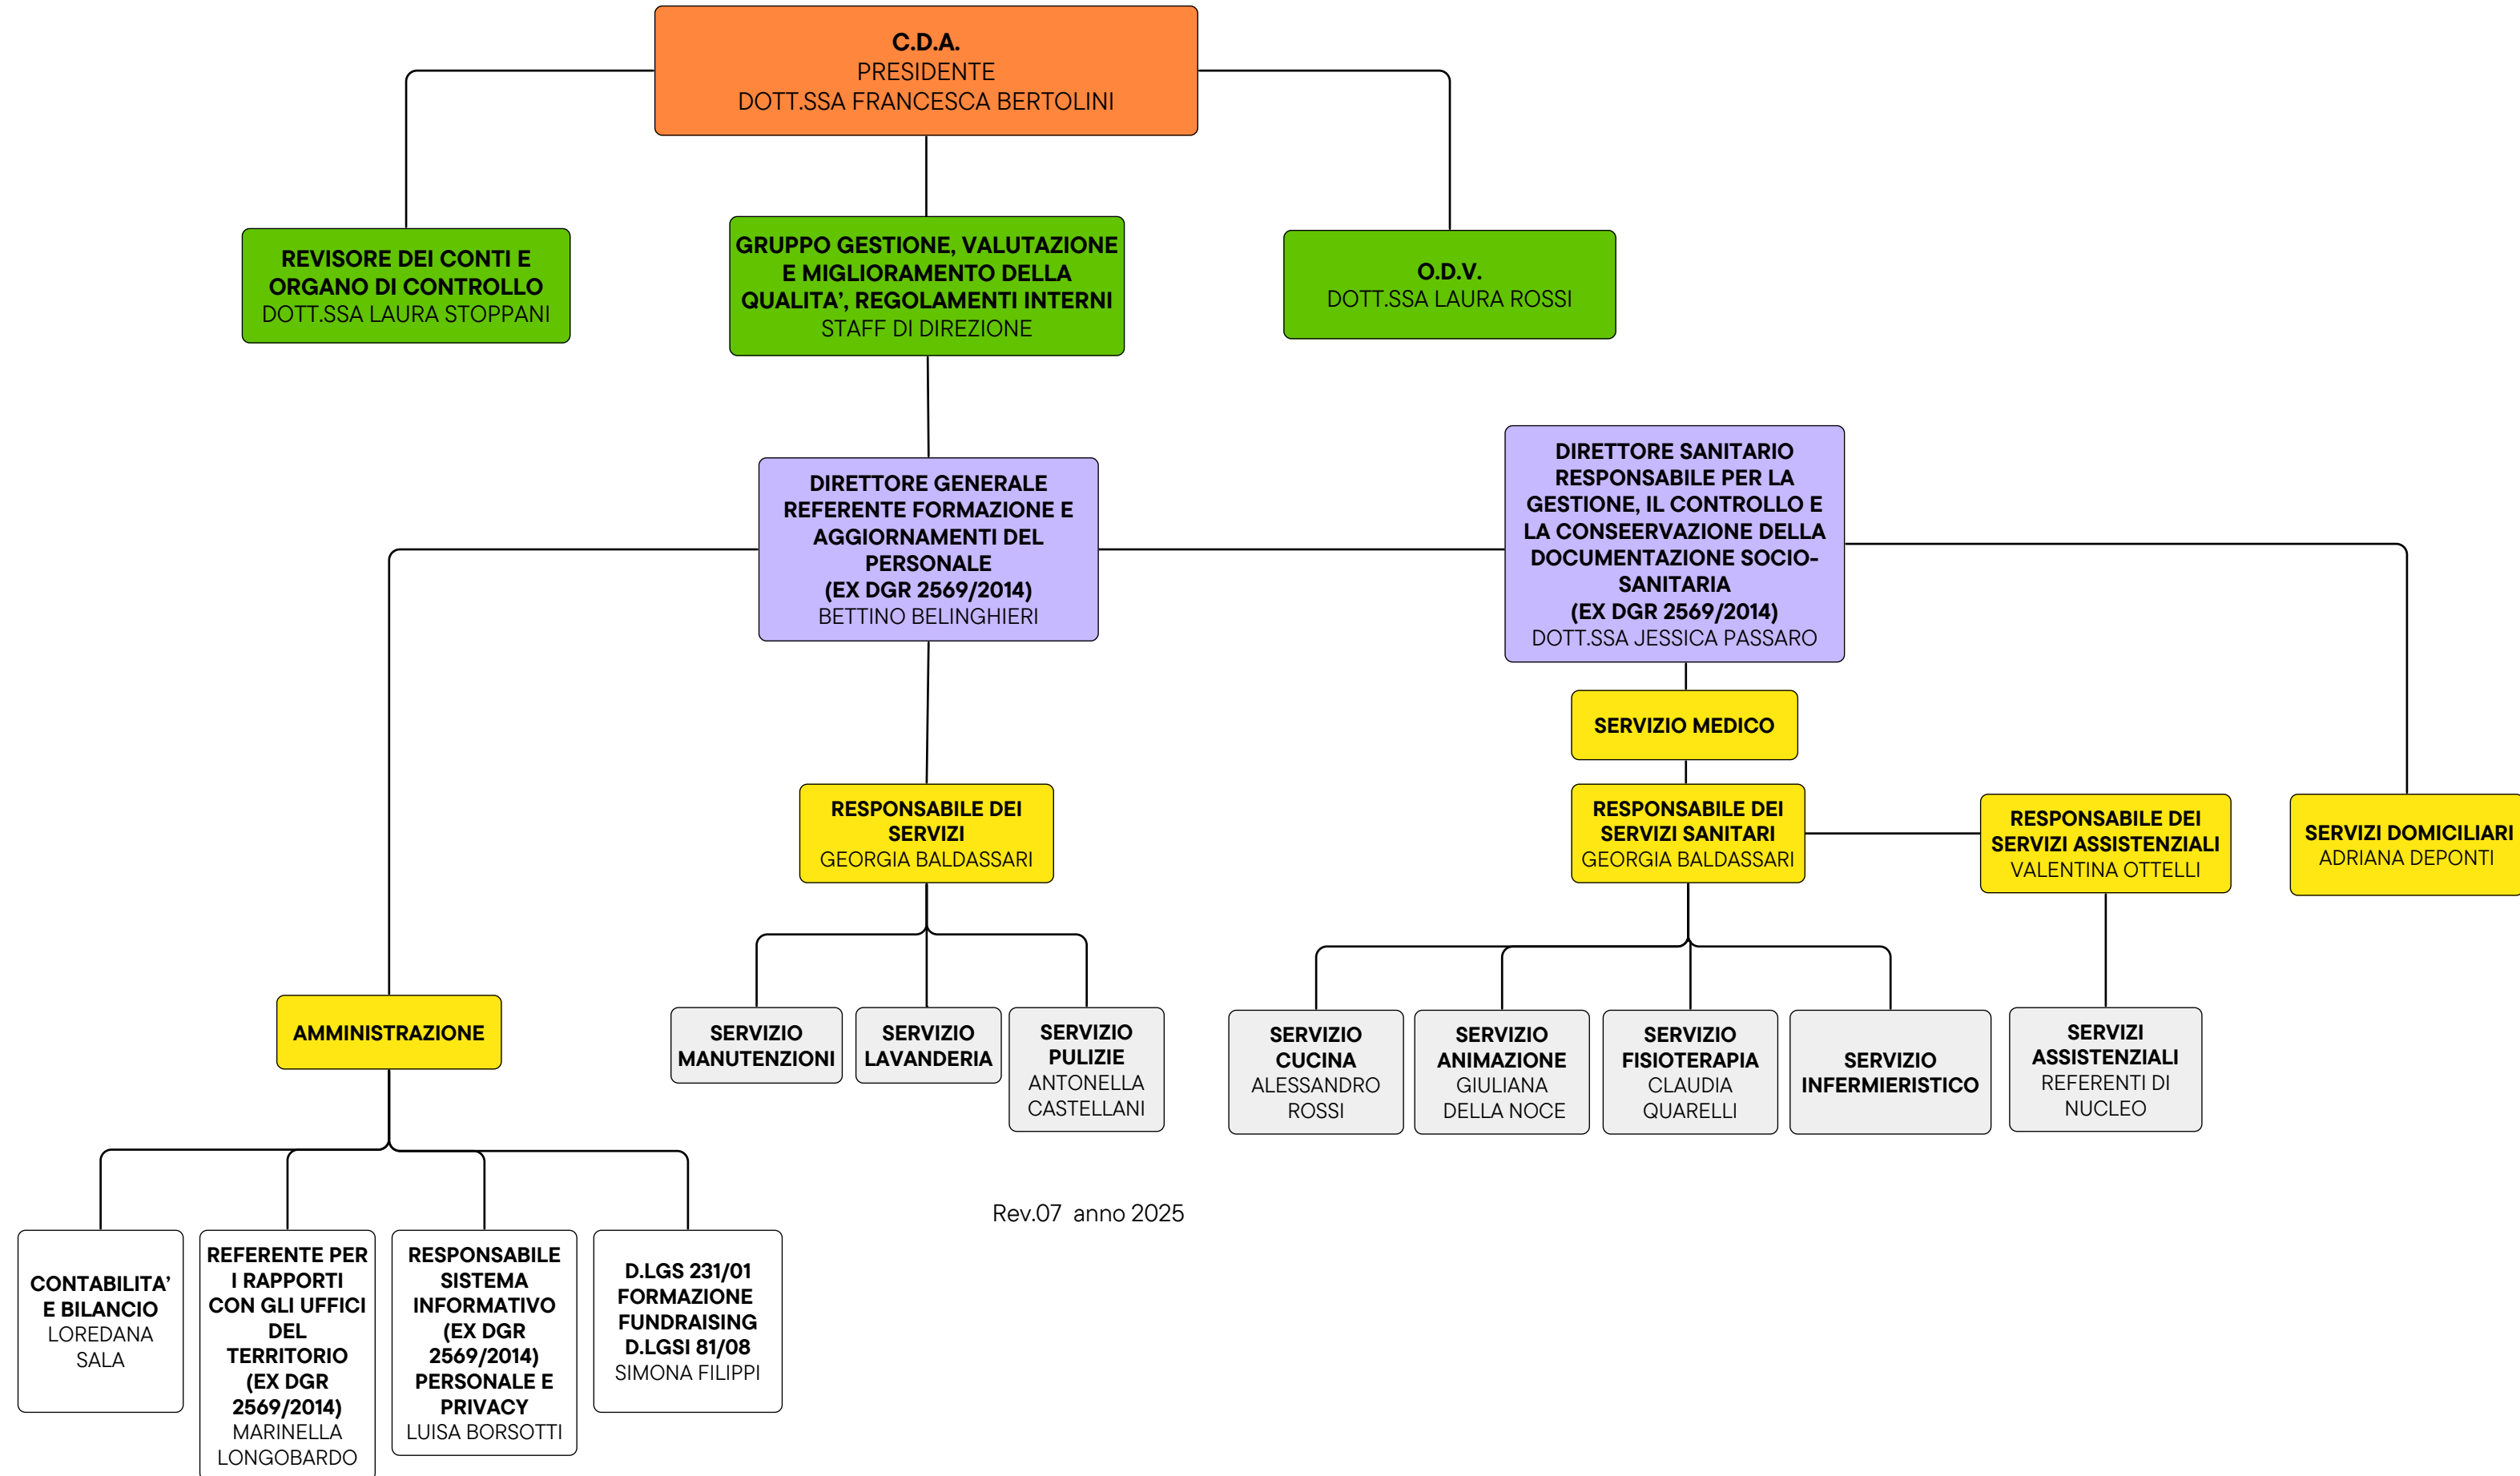 C.D.A.
PRESIDENTE
DOTT.SSA FRANCESCA BERTOLINI
REVISORE DEI CONTI E
ORGANO DI CONTROLLO
DOTT.SSA LAURA STOPPANI
GRUPPO GESTIONE, VALUTAZIONE
E MIGLIORAMENTO DELLA
QUALITA', REGOLAMENTI INTERNI
STAFF DI DIREZIONE
O.D.V.
DOTT.SSA LAURA ROSSI
DIRETTORE GENERALE
REFERENTE FORMAZIONE E
AGGIORNAMENTI DEL
PERSONALE
(EX DGR 2569/2014)
BETTINO BELINGHIERI
DIRETTORE SANITARIO
RESPONSABILE PER LA
GESTIONE, IL CONTROLLO E
LA CONSEERVAZIONE DELLA
DOCUMENTAZIONE SOCIO-
SANITARIA
(EX DGR 2569/2014)
DOTT.SSA JESSICA PASSARO
SERVIZIO MEDICO
RESPONSABILE DEI
SERVIZI
GEORGIA BALDASSARI
RESPONSABILE DEI
SERVIZI SANITARI
GEORGIA BALDASSARI
RESPONSABILE DEI
SERVIZI ASSISTENZIALI
VALENTINA OTTELLI
SERVIZI DOMICILIARI
ADRIANA DEPONTI
AMMINISTRAZIONE
SERVIZIO
MANUTENZIONI
SERVIZIO
LAVANDERIA
SERVIZIO
PULIZIE
ANTONELLA
CASTELLANI
SERVIZIO
CUCINA
ALESSANDRO
ROSSI
SERVIZIO
ANIMAZIONE
GIULIANA
DELLA NOCE
SERVIZIO
FISIOTERAPIA
CLAUDIA
QUARELLI
SERVIZIO
INFERMIERISTICO
SERVIZI
ASSISTENZIALI
REFERENTI DI
NUCLEO
Rev.07 anno 2025
CONTABILITA'
E BILANCIO
LOREDANA
SALA
REFERENTE PER
I RAPPORTI
CON GLI UFFICI
DEL
TERRITORIO
(EX DGR
2569/2014)
MARINELLA
LONGOBARDO
RESPONSABILE
SISTEMA
INFORMATIVO
(EX DGR
2569/2014)
PERSONALE E
PRIVACY
LUISA BORSOTTI
D.LGS 231/01
FORMAZIONE
FUNDRAISING
D.LGSI 81/08
SIMONA FILIPPI